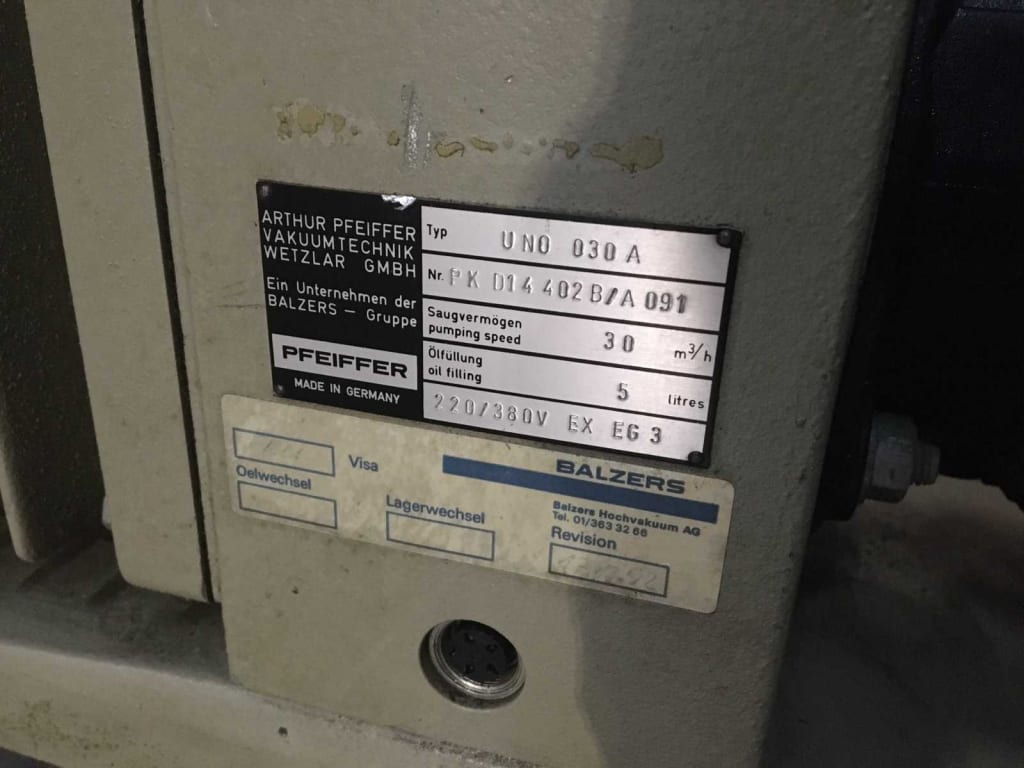 ARTHUR PFEIFFER
VAKUUMTECHNIK
WETZLAR GMBH
Ein Unternehmen der
BALZERS – Gruppe
PFEIFFER
MADE IN GERMANY
Typ UNO 030 A
Nr. PK D14 402 B/A 091
Saugvermögen
pumping speed 30 m³/h
Ölfüllung
oil filling 5 litres
220/380V EX EG 3
Visa
Oelwechsel
Lagerwechsel
BALZERS
Balzers Hochvakuum AG
Tel. 01/363 32 66
Revision